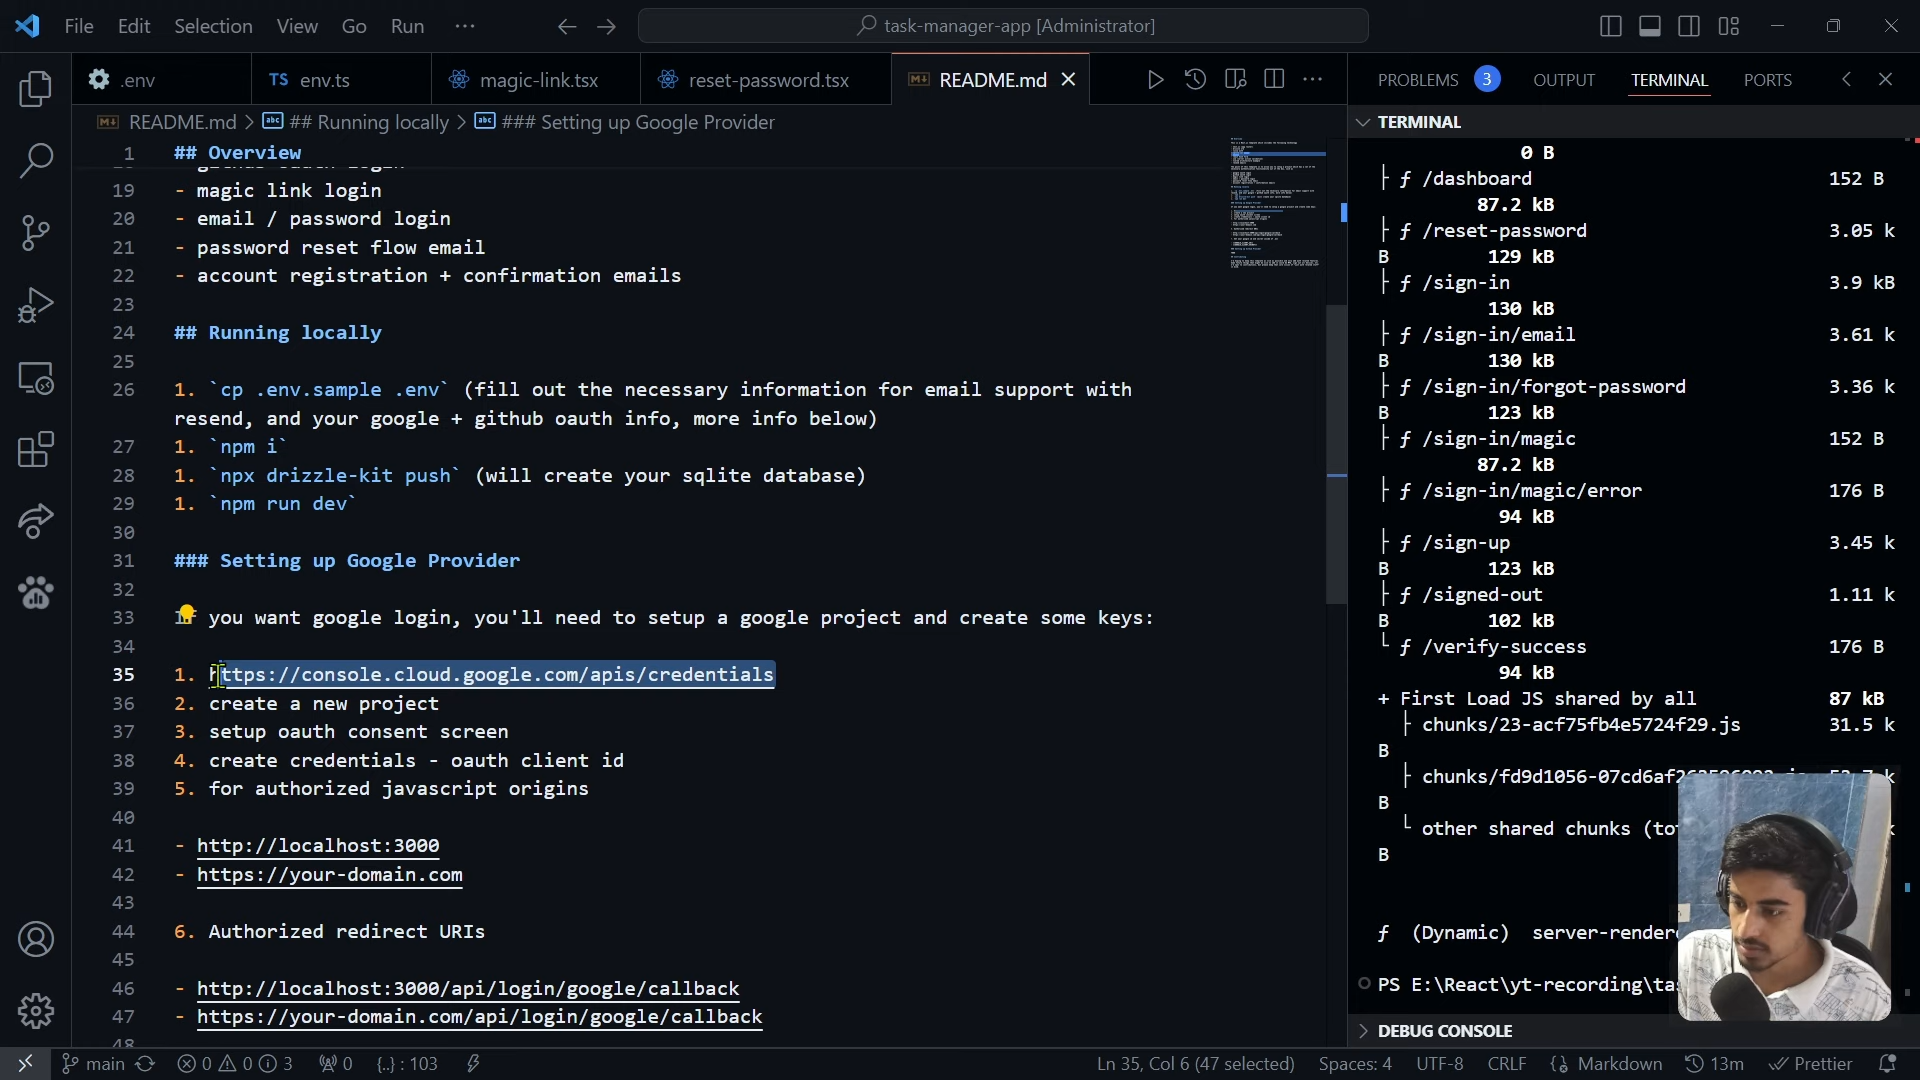 File Edit Selection View Go Run ···
task-manager-app [Administrator]
.env
TS env.ts
magic-link.tsx
reset-password.tsx
README.md
README.md > ## Running locally > ### Setting up Google Provider
1 ## Overview
19 - magic link login
20 - email / password login
21 - password reset flow email
22 - account registration + confirmation emails
23
24 ## Running locally
25
26 1. `cp .env.sample .env` (fill out the necessary information for email support with
resend, and your google + github oauth info, more info below)
27 1. `npm i`
28 1. `npx drizzle-kit push` (will create your sqlite database)
29 1. `npm run dev`
30
31 ### Setting up Google Provider
32
33 you want google login, you'll need to setup a google project and create some keys:
34
35 1. https://console.cloud.google.com/apis/credentials
36 2. create a new project
37 3. setup oauth consent screen
38 4. create credentials - oauth client id
39 5. for authorized javascript origins
40
41 - http://localhost:3000
42 - https://your-domain.com
43
44 6. Authorized redirect URIs
45
46 - http://localhost:3000/api/login/google/callback
47 - https://your-domain.com/api/login/google/callback
48
PROBLEMS 3 OUTPUT TERMINAL PORTS
TERMINAL
0 B
├ ƒ /dashboard 152 B
87.2 kB
├ ƒ /reset-password 3.05 k
B 129 kB
├ ƒ /sign-in 3.9 kB
130 kB
├ ƒ /sign-in/email 3.61 k
B 130 kB
├ ƒ /sign-in/forgot-password 3.36 k
B 123 kB
├ ƒ /sign-in/magic 152 B
87.2 kB
├ ƒ /sign-in/magic/error 176 B
94 kB
├ ƒ /sign-up 3.45 k
B 123 kB
├ ƒ /signed-out 1.11 k
B 102 kB
└ ƒ /verify-success 176 B
94 kB
+ First Load JS shared by all 87 kB
├ chunks/23-acf75fb4e5724f29.js 31.5 k
B
├ k
B
└ other shared chunks
B
ƒ (Dynamic)
PS
DEBUG CONSOLE
main 0 0 3 0 {..} : 103
Ln 35, Col 6 (47 selected) Spaces: 4 UTF-8 CRLF Markdown 13m Prettier